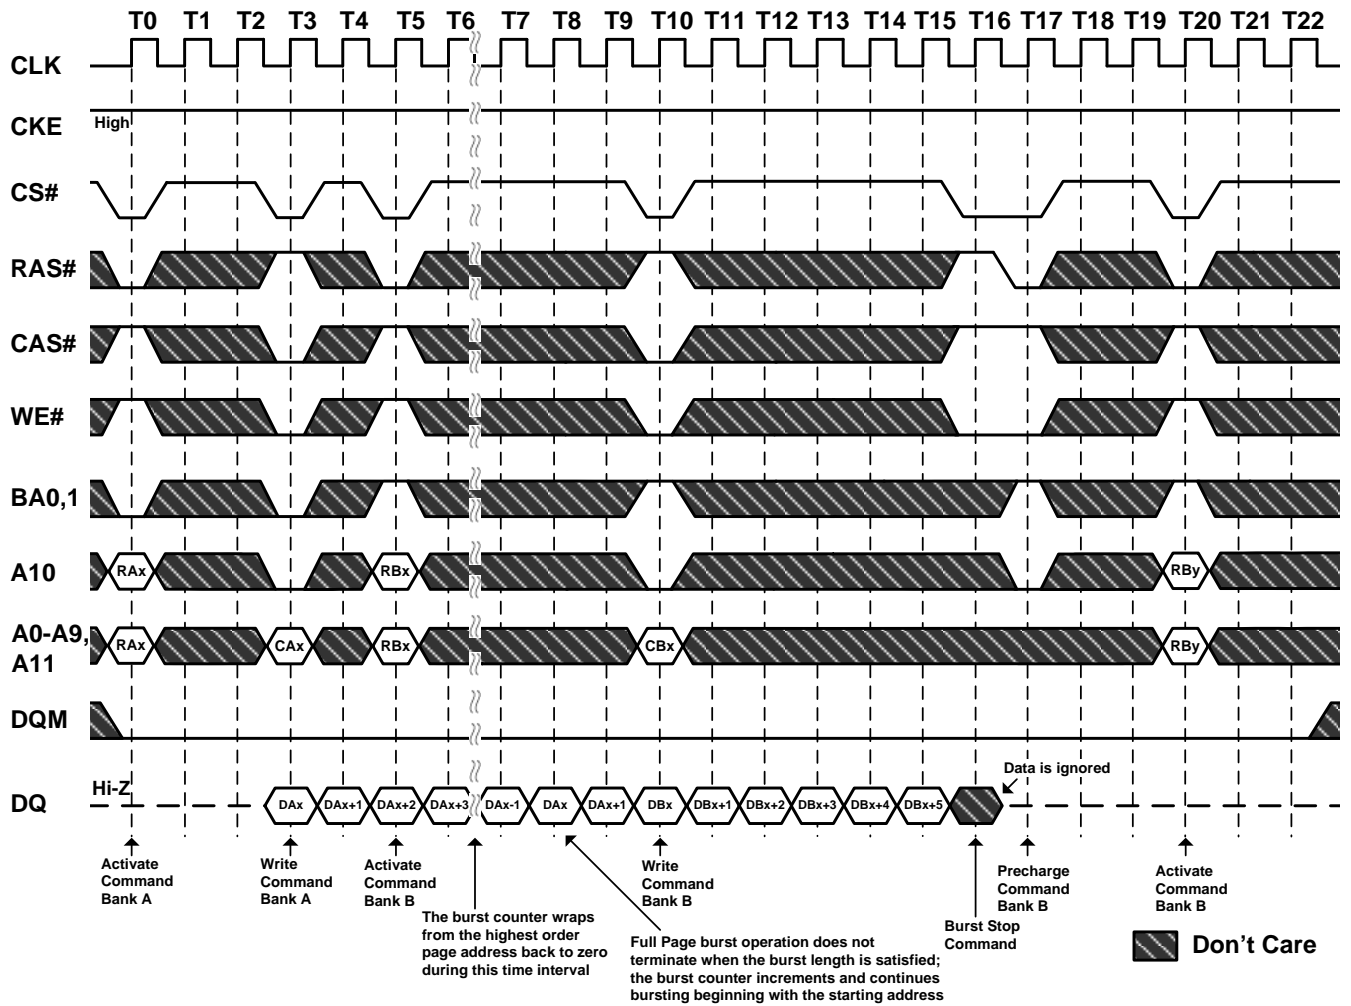 T0 T1 T2 T3 T4 T5 T6 T7 T8 T9 T10 T11 T12 T13 T14 T15 T16 T17 T18 T19 T20 T21 T22
CLK
CKE High
CS#
RAS#
CAS#
WE#
BA0,1
A10 RAx RBx RBy
A0-A9,
A11
RAx CAx RBx CBx RBy
DQM
Data is ignored
DQ Hi-Z DAx DAx+1 DAx+2 DAx+3 DAx-1 DAx DAx+1 DBx DBx+1 DBx+2 DBx+3 DBx+4 DBx+5
Activate
Command
Bank A
Write
Command
Bank A
Activate
Command
Bank B
The burst counter wraps
from the highest order
page address back to zero
during this time interval
Write
Command
Bank B
Full Page burst operation does not
terminate when the burst length is satisfied;
the burst counter increments and continues
bursting beginning with the starting address
Burst Stop
Command
Precharge
Command
Bank B
Activate
Command
Bank B
Don't Care